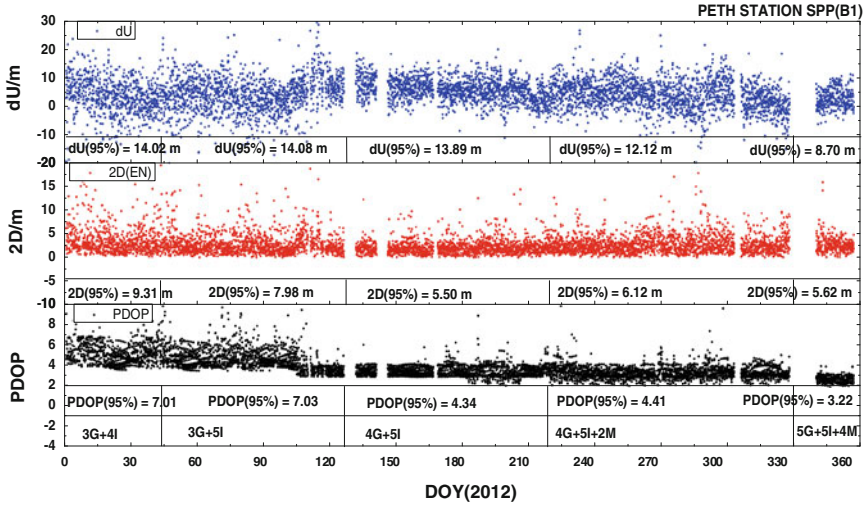 PETH STATION SPP(B1)
dU/m
30
20
10
0
-10
-20
dU
dU(95%) = 14.02 m
dU(95%) = 14.08 m
dU(95%) = 13.89 m
dU(95%) = 12.12 m
dU(95%) = 8.70 m
2D/m
20
15
10
5
0
-5
-10
2D(EN)
2D(95%) = 9.31 m
2D(95%) = 7.98 m
2D(95%) = 5.50 m
2D(95%) = 6.12 m
2D(95%) = 5.62 m
PDOP
10
8
6
4
2
0
-2
-4
PDOP
PDOP(95%) = 7.01
PDOP(95%) = 7.03
PDOP(95%) = 4.34
PDOP(95%) = 4.41
PDOP(95%) = 3.22
3G+4I
3G+5I
4G+5I
4G+5I+2M
5G+5I+4M
0 30 60 90 120 150 180 210 240 270 300 330 360
DOY(2012)